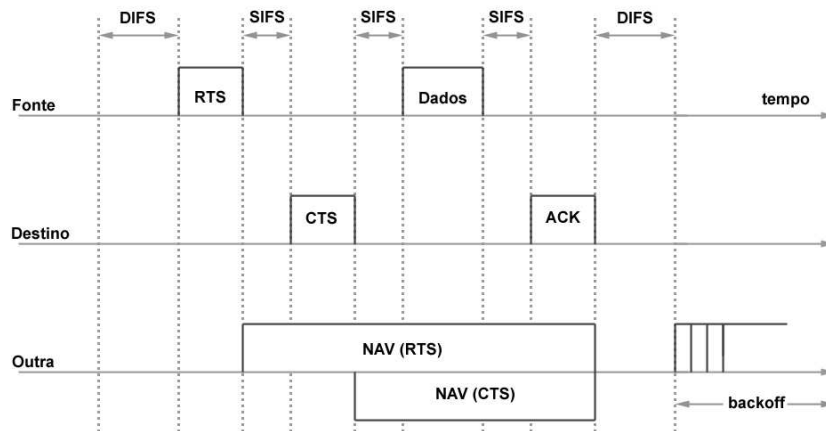 DIFS SIFS SIFS SIFS DIFS
RTS Dados
Fonte tempo
CTS ACK
Destino
NAV (RTS)
Outra
NAV (CTS)
backoff